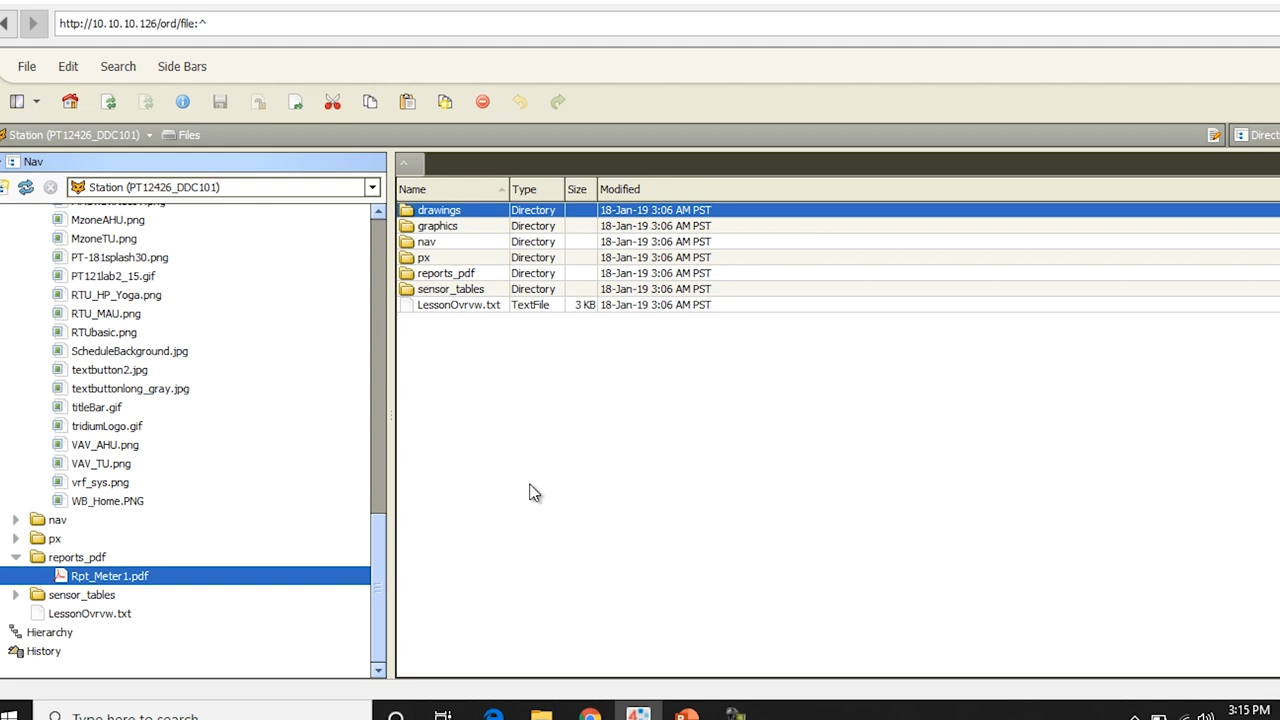 http://10.10.10.126/ord/file:^
File Edit Search Side Bars
Station (PT12426_DDC101) Files
Nav
Station (PT12426_DDC101)
MzoneAHU.png
MzoneTU.png
PT-181splash30.png
PT121lab2_15.gif
RTU_HP_Yoga.png
RTU_MAU.png
RTUbasic.png
ScheduleBackground.jpg
textbutton2.jpg
textbuttonlong_gray.jpg
titleBar.gif
tridiumLogo.gif
VAV_AHU.png
VAV_TU.png
vrf_sys.png
WB_Home.PNG
nav
px
reports_pdf
Rpt_Meter1.pdf
sensor_tables
LessonOvrvw.txt
Hierarchy
History
^
Name Type Size Modified
drawings Directory 18-Jan-19 3:06 AM PST
graphics Directory 18-Jan-19 3:06 AM PST
nav Directory 18-Jan-19 3:06 AM PST
px Directory 18-Jan-19 3:06 AM PST
reports_pdf Directory 18-Jan-19 3:06 AM PST
sensor_tables Directory 18-Jan-19 3:06 AM PST
LessonOvrvw.txt TextFile 3 KB 18-Jan-19 3:06 AM PST
Type here to search
3:15 PM